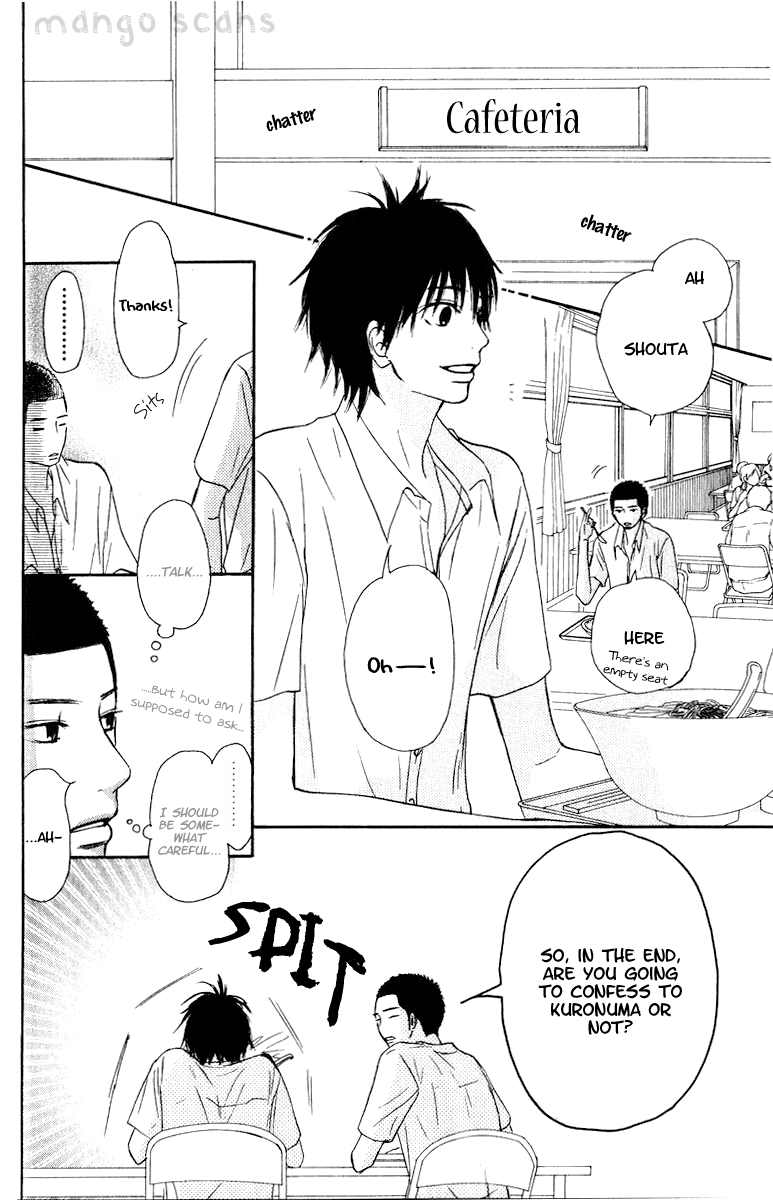 mango scans
Cafeteria
chatter
chatter
AH
SHOUTA
HERE
There's an
empty seat
Oh—!
Thanks!
........
Sits
....TALK...
....But how am I
supposed to ask...
........
I SHOULD
BE SOME-
WHAT
CAREFUL...
...AH-
SO, IN THE END,
ARE YOU GOING
TO CONFESS TO
KURONUMA OR
NOT?
SPIT